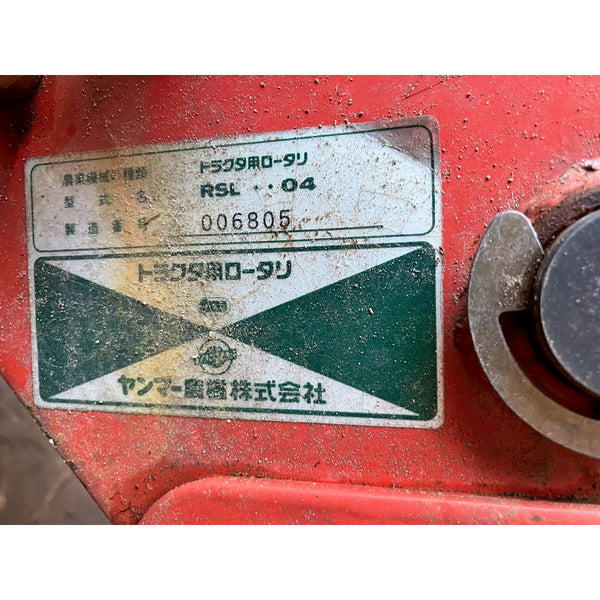 農業機械の種類 トラクタ用ロータリ
型式名 RSL 04
製造番号 006805
トラクタ用ロータリ
ヤンマー農機株式会社